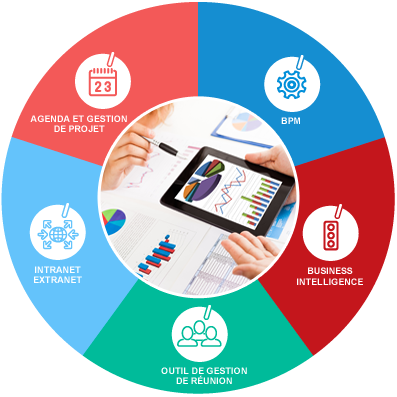 AGENDA ET GESTION
DE PROJET
23
BPM
INTRANET
EXTRANET
BUSINESS
INTELLIGENCE
OUTIL DE GESTION
DE RÉUNION